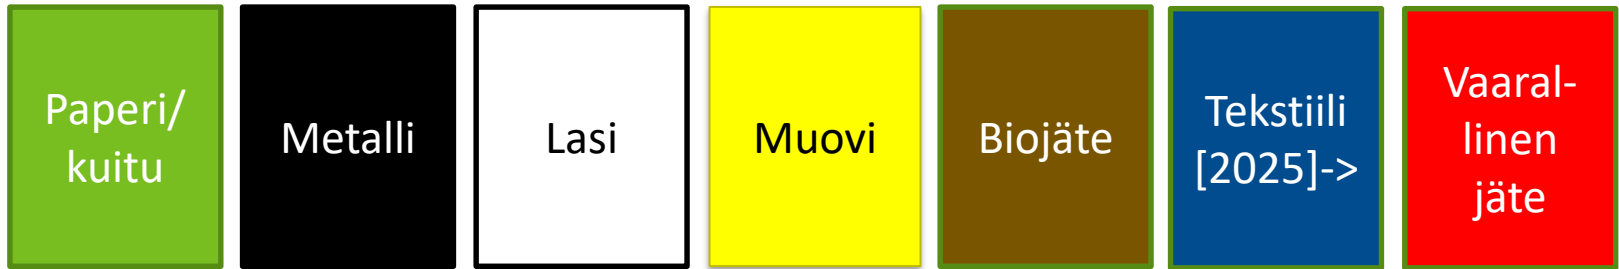 Paperi/
kuitu
Metalli
Lasi
Muovi
Biojäte
Tekstiili
[2025]->
Vaaral-
linen
jäte